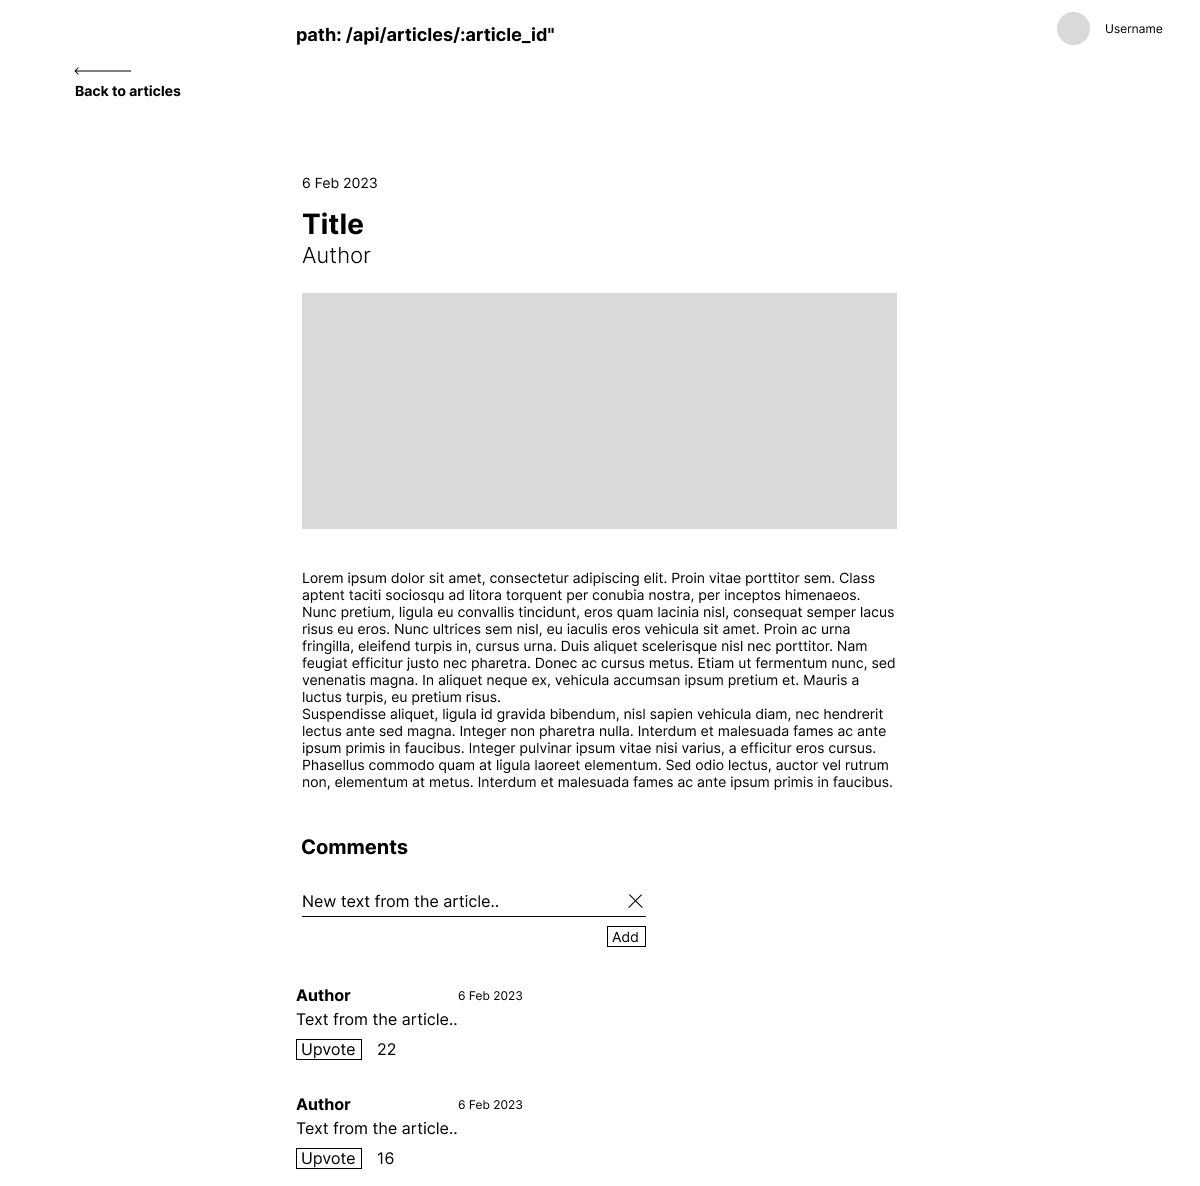 path: /api/articles/:article_id"
Username
Back to articles
6 Feb 2023
Title
Author
Lorem ipsum dolor sit amet, consectetur adipiscing elit. Proin vitae porttitor sem. Class
aptent taciti sociosqu ad litora torquent per conubia nostra, per inceptos himenaeos.
Nunc pretium, ligula eu convallis tincidunt, eros quam lacinia nisl, consequat semper lacus
risus eu eros. Nunc ultrices sem nisl, eu iaculis eros vehicula sit amet. Proin ac urna
fringilla, eleifend turpis in, cursus urna. Duis aliquet scelerisque nisl nec porttitor. Nam
feugiat efficitur justo nec pharetra. Donec ac cursus metus. Etiam ut fermentum nunc, sed
venenatis magna. In aliquet neque ex, vehicula accumsan ipsum pretium et. Mauris a
luctus turpis, eu pretium risus.
Suspendisse aliquet, ligula id gravida bibendum, nisl sapien vehicula diam, nec hendrerit
lectus ante sed magna. Integer non pharetra nulla. Interdum et malesuada fames ac ante
ipsum primis in faucibus. Integer pulvinar ipsum vitae nisi varius, a efficitur eros cursus.
Phasellus commodo quam at ligula laoreet elementum. Sed odio lectus, auctor vel rutrum
non, elementum at metus. Interdum et malesuada fames ac ante ipsum primis in faucibus.
Comments
New text from the article..
Add
Author 6 Feb 2023
Text from the article..
Upvote 22
Author 6 Feb 2023
Text from the article..
Upvote 16